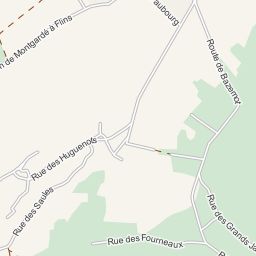 n de Montgardé à Flins
aubourg
Route de Bazemont
Rue des Huguenots
Rue des Saules
Rue des Grands Ja
Rue des Fourneaux